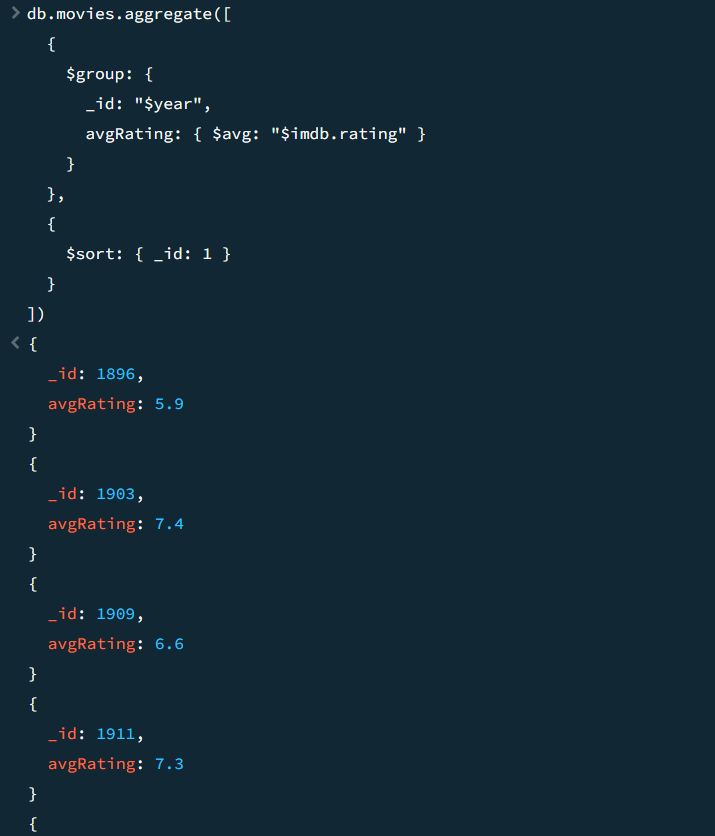 db.movies.aggregate([
{
$group: {
_id: "$year",
avgRating: { $avg: "$imdb.rating" }
}
},
{
$sort: { _id: 1 }
}
])
{
_id: 1896,
avgRating: 5.9
}
{
_id: 1903,
avgRating: 7.4
}
{
_id: 1909,
avgRating: 6.6
}
{
_id: 1911,
avgRating: 7.3
}
{